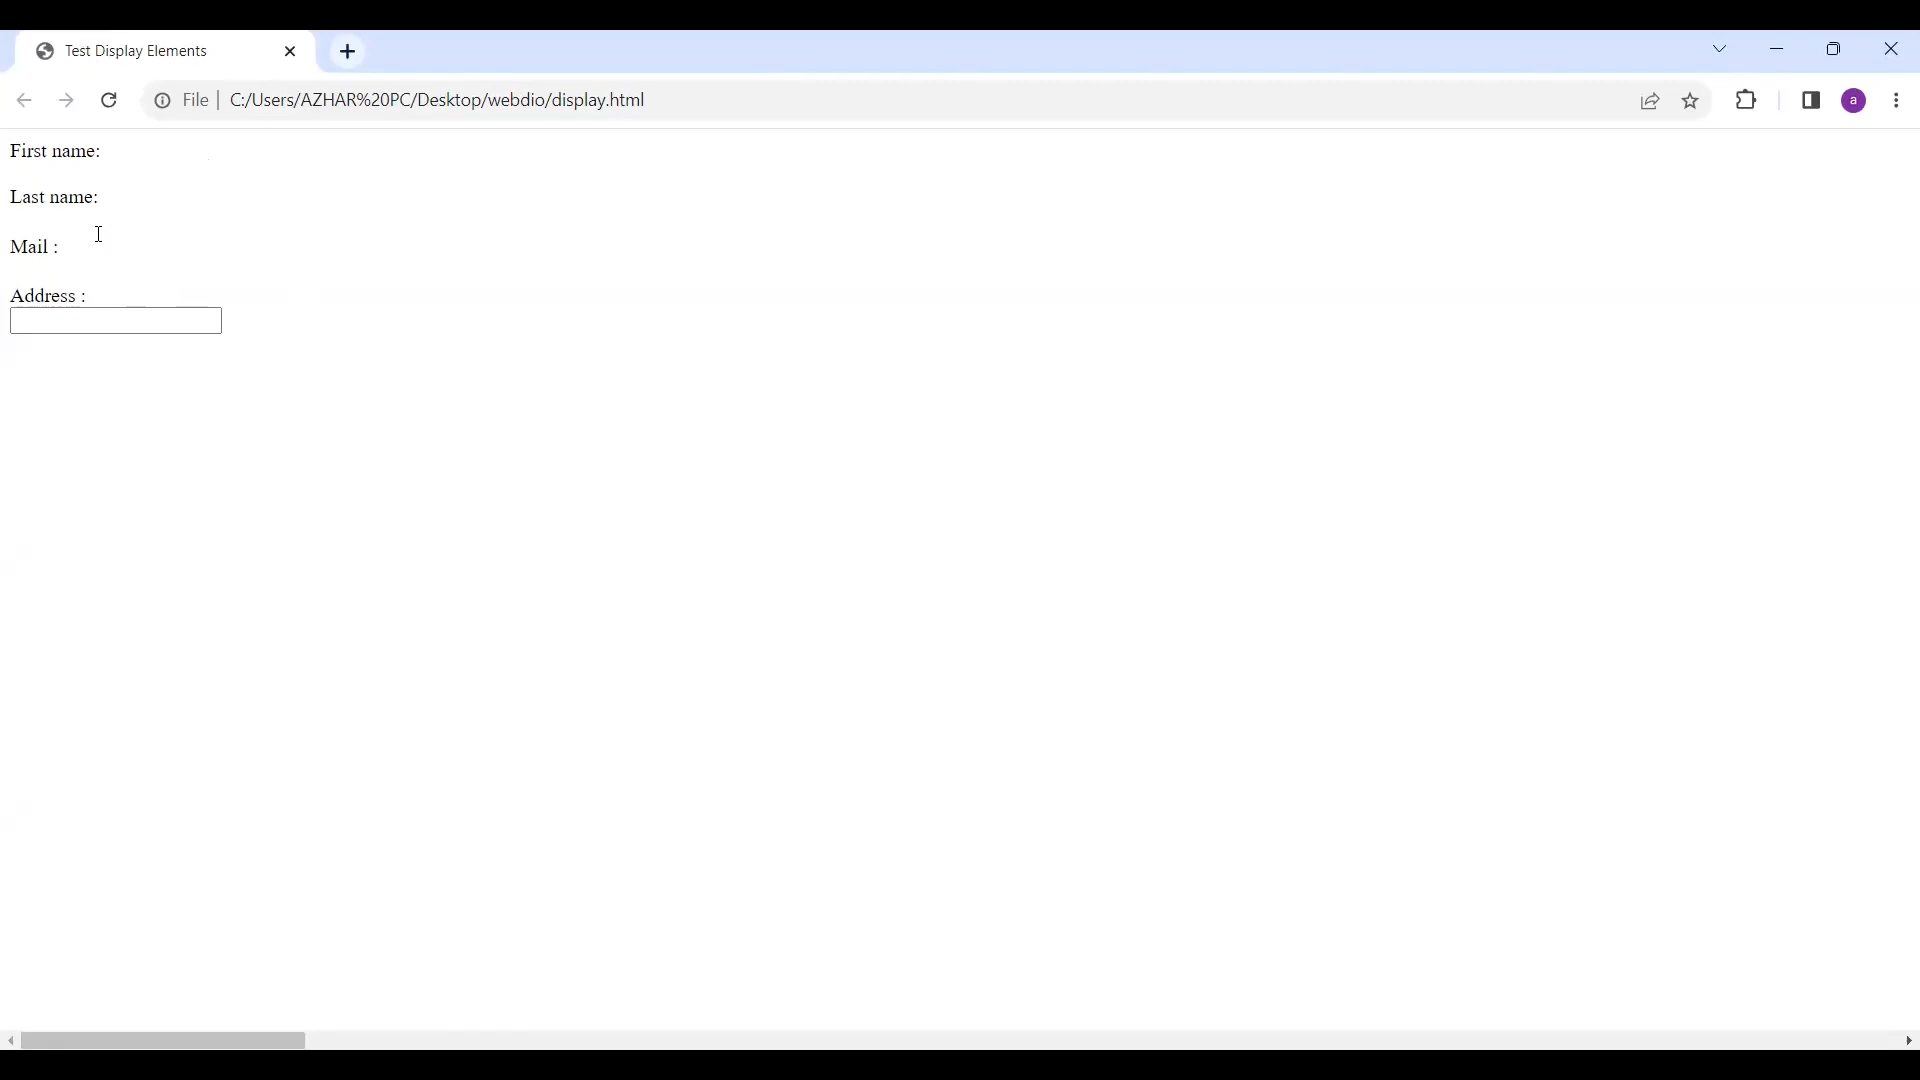 Test Display Elements
File
C:/Users/AZHAR%20PC/Desktop/webdio/display.html
a
First name:
Last name:
Mail :
Address :